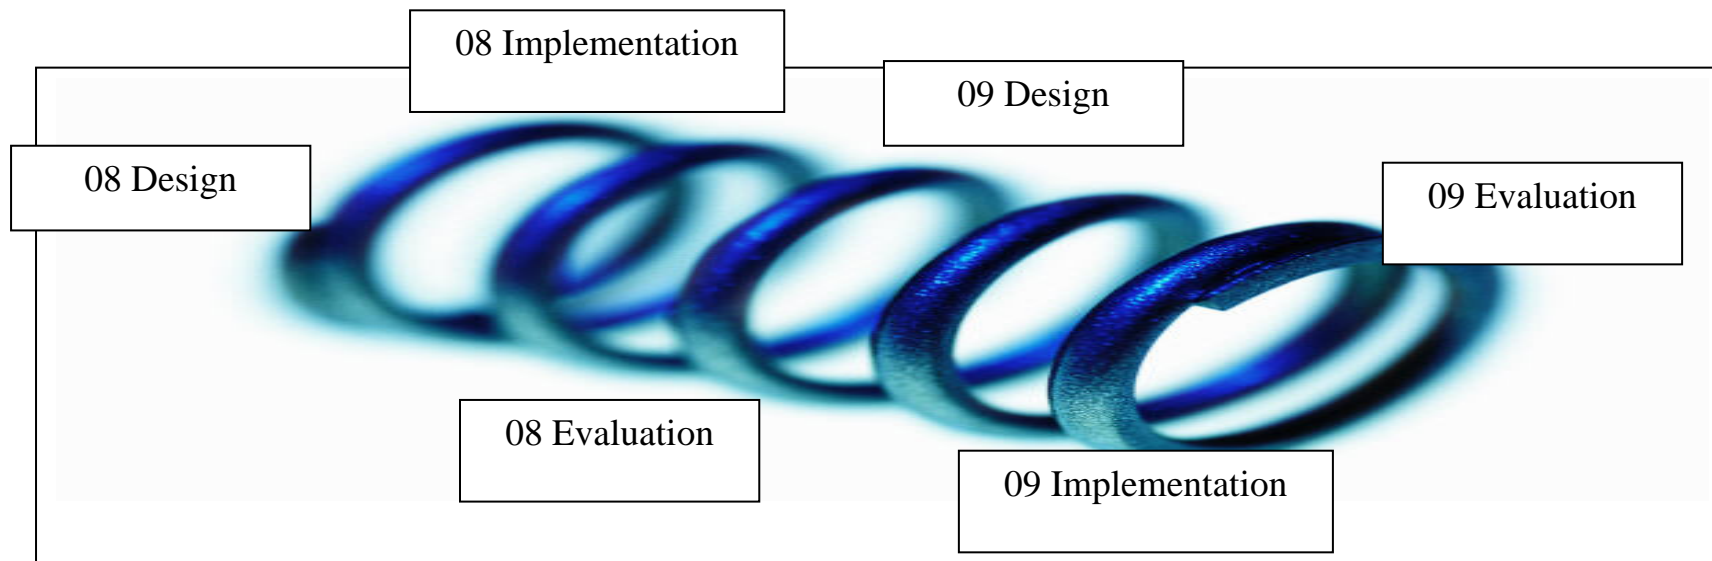 08 Implementation
09 Design
08 Design
09 Evaluation
08 Evaluation
09 Implementation